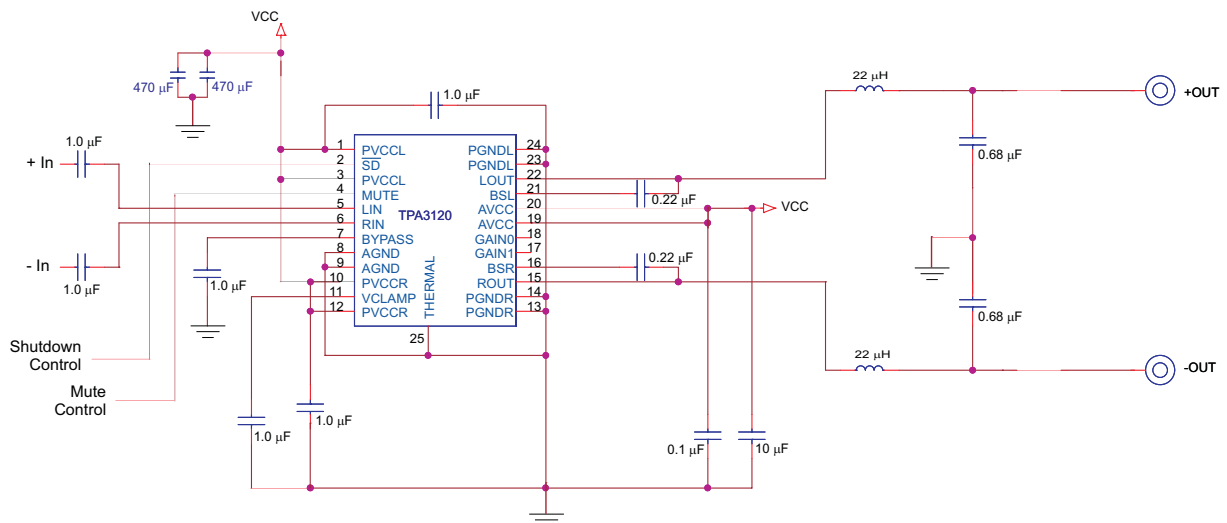 VCC
470 μF
470 μF
1.0 μF
1.0 μF
+ In
- In
1.0 μF
1.0 μF
Shutdown
Control
Mute
Control
1.0 μF
1.0 μF
1 PVCCL
2 SD
3 PVCCL
4 MUTE
5 LIN
6 RIN
7 BYPASS
8 AGND
9 AGND
10 PVCCR
11 VCLAMP
12 PVCCR
TPA3120
THERMAL
25
PGNDL 24
PGNDL 23
LOUT 22
BSL 21
AVCC 20
AVCC 19
GAIN0 18
GAIN1 17
BSR 16
ROUT 15
PGNDR 14
PGNDR 13
0.22 μF
VCC
0.22 μF
0.1 μF
10 μF
22 μH
+OUT
0.68 μF
0.68 μF
22 μH
-OUT